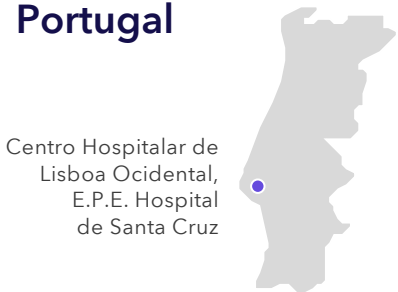 Portugal
Centro Hospitalar de
Lisboa Ocidental,
E.P.E. Hospital
de Santa Cruz